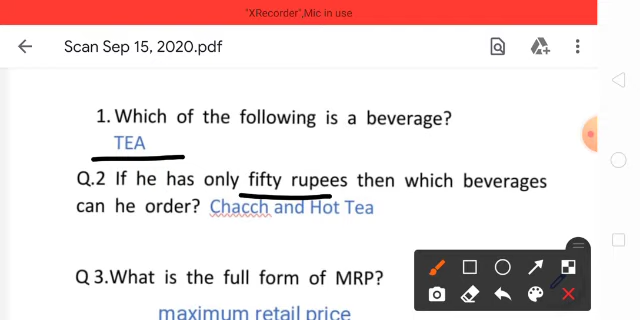 "XRecorder",Mic in use
Scan Sep 15, 2020.pdf
1. Which of the following is a beverage?
TEA
Q.2 If he has only fifty rupees then which beverages
can he order? Chacch and Hot Tea
Q 3.What is the full form of MRP?
maximum retail price